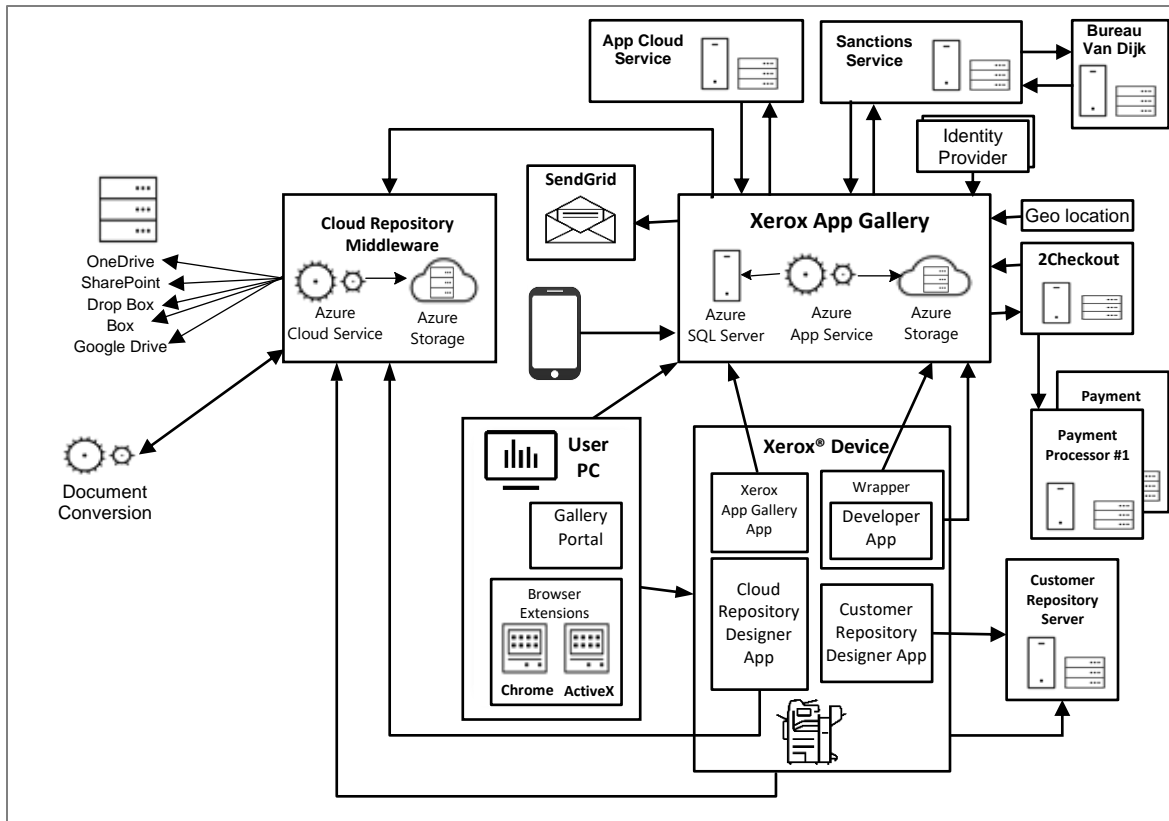 App Cloud
Service
Sanctions
Service
Bureau
Van Dijk
Identity
Provider
SendGrid
Cloud Repository
Middleware
Azure
Cloud Service
Azure
Storage
OneDrive
SharePoint
Drop Box
Box
Google Drive
Document
Conversion
Xerox App Gallery
Azure
SQL Server
Azure
App Service
Azure
Storage
Geo location
2Checkout
Payment
Payment
Processor #1
User
PC
Gallery
Portal
Browser
Extensions
Chrome
ActiveX
Xerox® Device
Xerox
App Gallery
App
Wrapper
Developer
App
Cloud
Repository
Designer
App
Customer
Repository
Designer App
Customer
Repository
Server